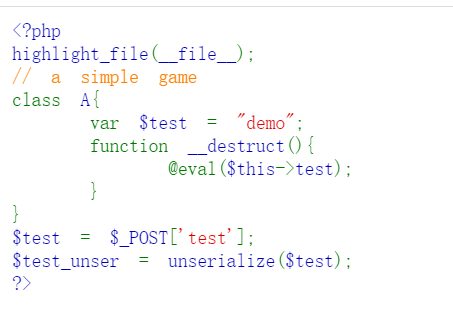 <?php
highlight_file(__file__);
// a simple game
class A{
var $test = "demo";
function __destruct(){
@eval($this->test);
}
}
$test = $_POST['test'];
$test_unser = unserialize($test);
?>